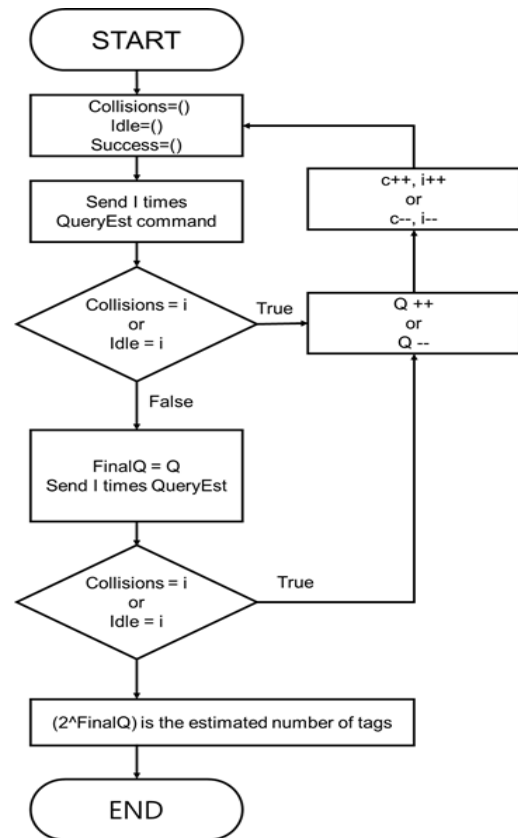 START
Collisions=()
Idle=()
Success=()
Send I times
QueryEst command
Collisions = i
or
Idle = i
True
False
c++, i++
or
c--, i--
Q ++
or
Q --
FinalQ = Q
Send I times QueryEst
Collisions = i
or
Idle = i
True
(2^FinalQ) is the estimated number of tags
END